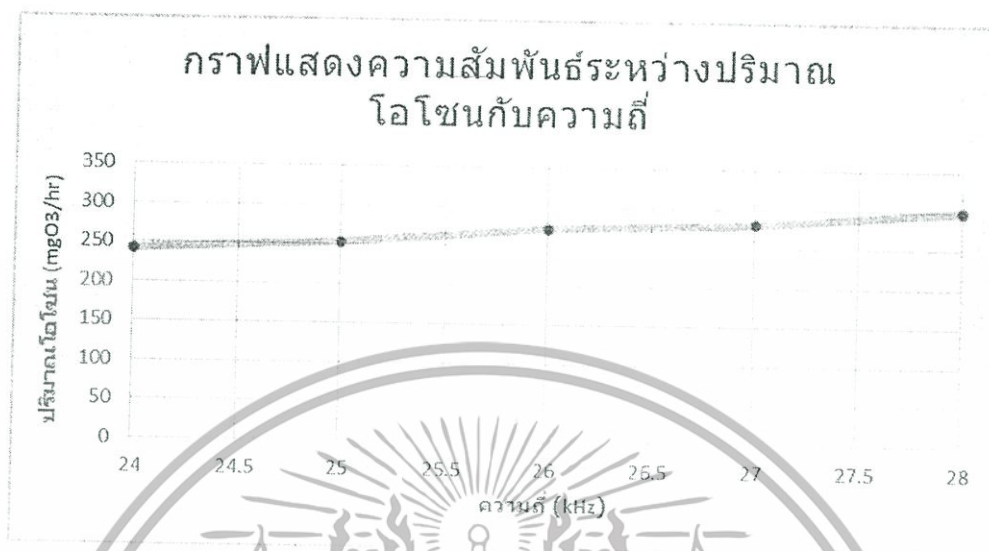 กราฟแสดงความสัมพันธ์ระหว่างปริมาณ
โอโซนกับความถี่
ปริมาณโอโซน (mgO3/hr)
350
300
250
200
150
100
50
0
24 24.5 25 25.5 26 26.5 27 27.5 28
ความถี่ (kHz)